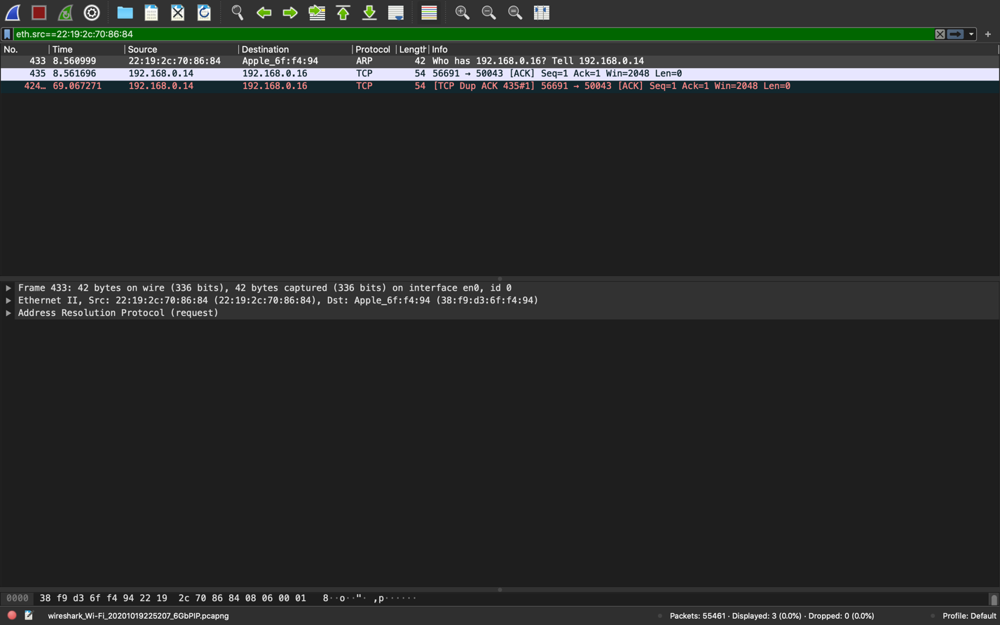 eth.src==22:19:2c:70:86:84
No. Time Source Destination Protocol Length Info
433 8.560999 22:19:2c:70:86:84 Apple_6f:f4:94 ARP 42 Who has 192.168.0.16? Tell 192.168.0.14
435 8.561696 192.168.0.14 192.168.0.16 TCP 54 56691 → 50043 [ACK] Seq=1 Ack=1 Win=2048 Len=0
424… 69.067271 192.168.0.14 192.168.0.16 TCP 54 [TCP Dup ACK 435#1] 56691 → 50043 [ACK] Seq=1 Ack=1 Win=2048 Len=0
Frame 433: 42 bytes on wire (336 bits), 42 bytes captured (336 bits) on interface en0, id 0
Ethernet II, Src: 22:19:2c:70:86:84 (22:19:2c:70:86:84), Dst: Apple_6f:f4:94 (38:f9:d3:6f:f4:94)
Address Resolution Protocol (request)
0000 38 f9 d3 6f f4 94 22 19 2c 70 86 84 08 06 00 01 8··o··"· ,p······
wireshark_Wi-Fi_20201019225207_6GbPIP.pcapng Packets: 55461 · Displayed: 3 (0.0%) · Dropped: 0 (0.0%) Profile: Default